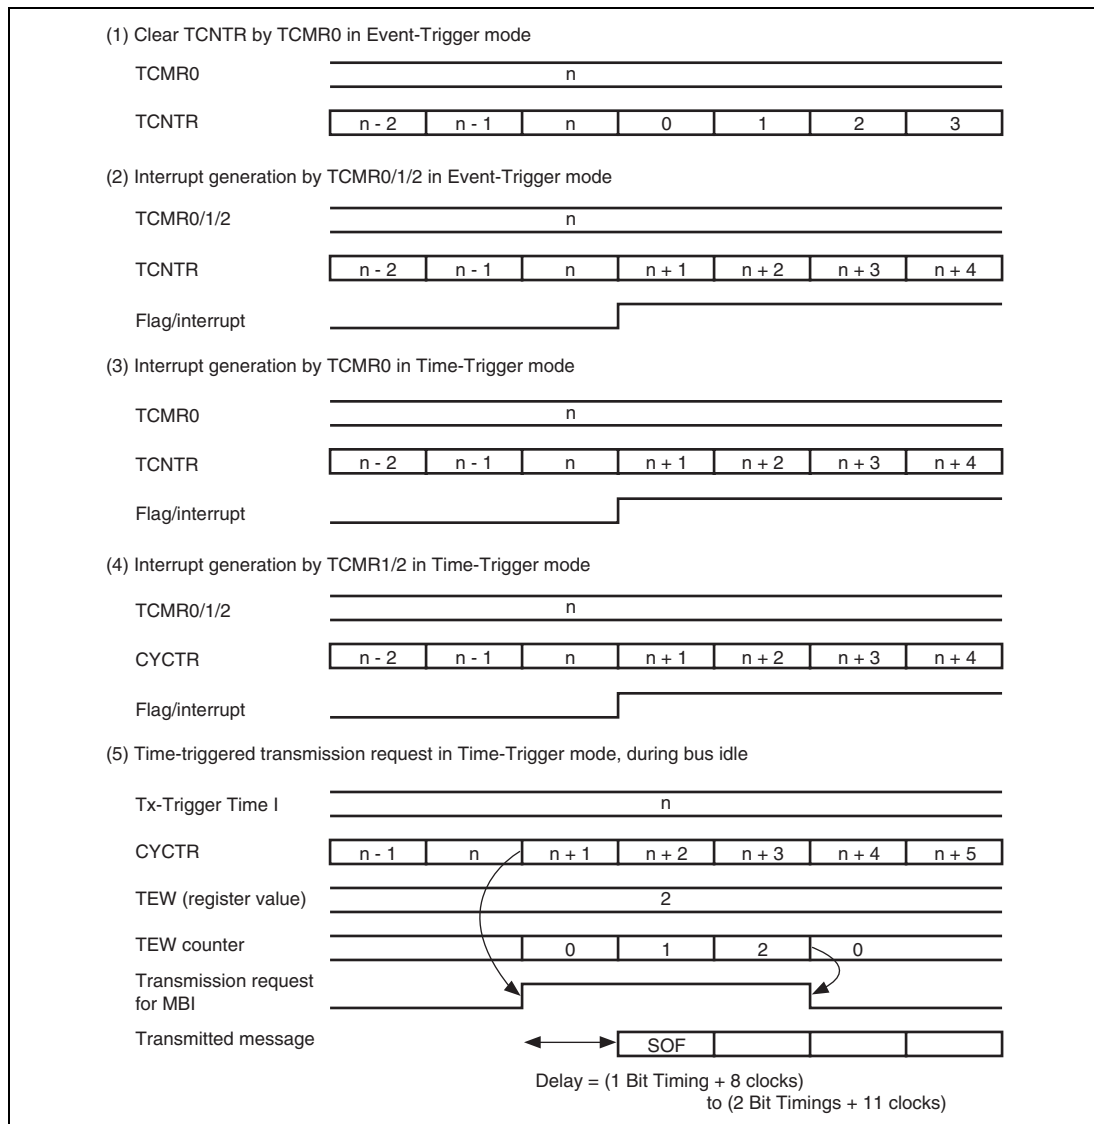 (1) Clear TCNTR by TCMR0 in Event-Trigger mode
TCMR0 n
TCNTR n - 2 n - 1 n 0 1 2 3
(2) Interrupt generation by TCMR0/1/2 in Event-Trigger mode
TCMR0/1/2 n
TCNTR n - 2 n - 1 n n + 1 n + 2 n + 3 n + 4
Flag/interrupt
(3) Interrupt generation by TCMR0 in Time-Trigger mode
TCMR0 n
TCNTR n - 2 n - 1 n n + 1 n + 2 n + 3 n + 4
Flag/interrupt
(4) Interrupt generation by TCMR1/2 in Time-Trigger mode
TCMR0/1/2 n
CYCTR n - 2 n - 1 n n + 1 n + 2 n + 3 n + 4
Flag/interrupt
(5) Time-triggered transmission request in Time-Trigger mode, during bus idle
Tx-Trigger Time I n
CYCTR n - 1 n n + 1 n + 2 n + 3 n + 4 n + 5
TEW (register value) 2
TEW counter 0 1 2 0
Transmission request
for MBI
Transmitted message SOF
Delay = (1 Bit Timing + 8 clocks)
to (2 Bit Timings + 11 clocks)